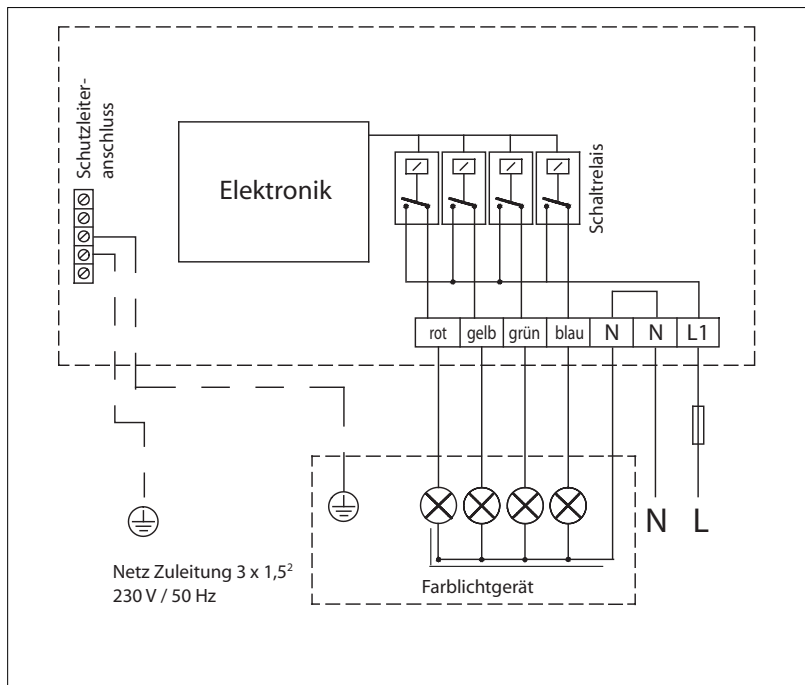 Schutzleiter-
anschluss
Elektronik
Schaltrelais
rot gelb grün blau N N L1
N L
Netz Zuleitung 3 x 1,5²
230 V / 50 Hz
Farblichtgerät